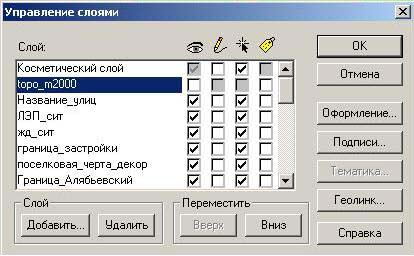 Управление слоями
Слой:
Косметический слой
topo_m2000
Название_улиц
ЛЭП_сит
жд_сит
граница_застройки
поселковая_черта_декор
Граница_Алябьевский
OK
Отмена
Оформление...
Подписи...
Тематика...
Геолинк...
Справка
Слой
Добавить...
Удалить
Переместить
Вверх
Вниз